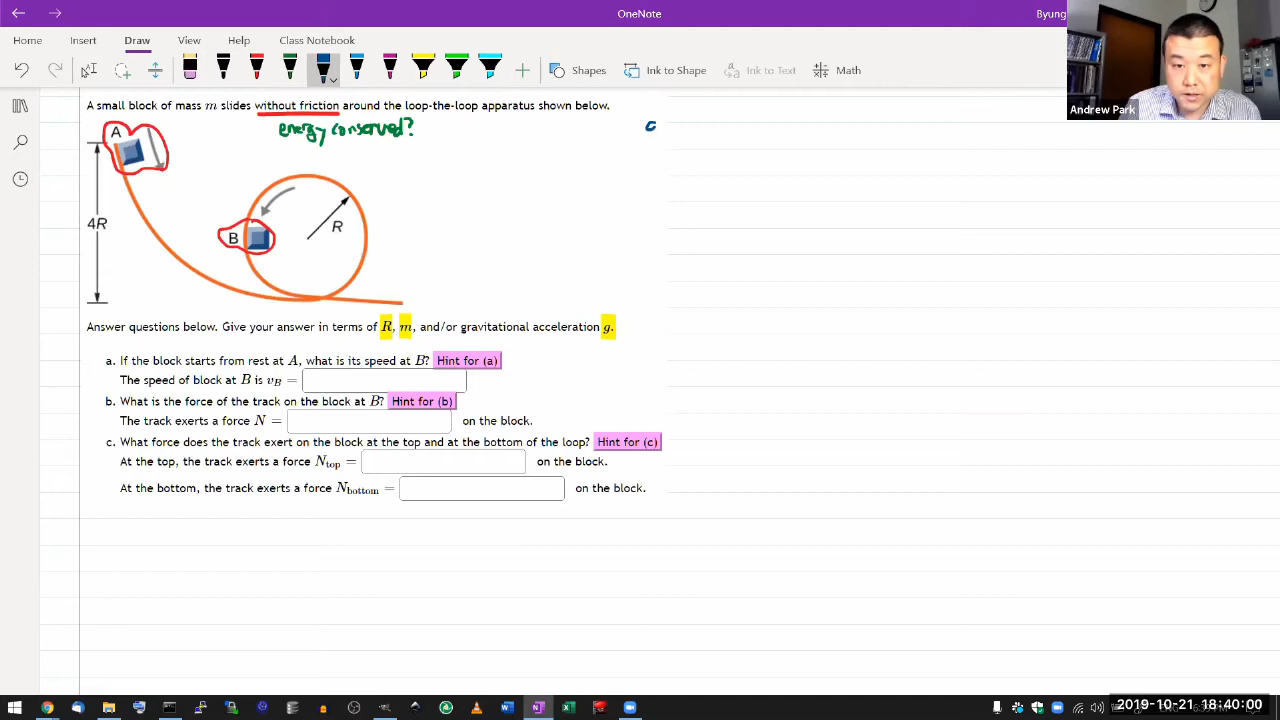 OneNote
Byung
Home Insert Draw View Help Class Notebook
Shapes Ink to Shape Ink to Text Math
Andrew Park
A small block of mass m slides without friction around the loop-the-loop apparatus shown below.
energy conserved?
A
4R
B
R
Answer questions below. Give your answer in terms of R, m, and/or gravitational acceleration g.
a. If the block starts from rest at A, what is its speed at B? Hint for (a)
The speed of block at B is vB =
b. What is the force of the track on the block at B? Hint for (b)
The track exerts a force N = on the block.
c. What force does the track exert on the block at the top and at the bottom of the loop? Hint for (c)
At the top, the track exerts a force Ntop = on the block.
At the bottom, the track exerts a force Nbottom = on the block.
2019-10-21 18:40:00